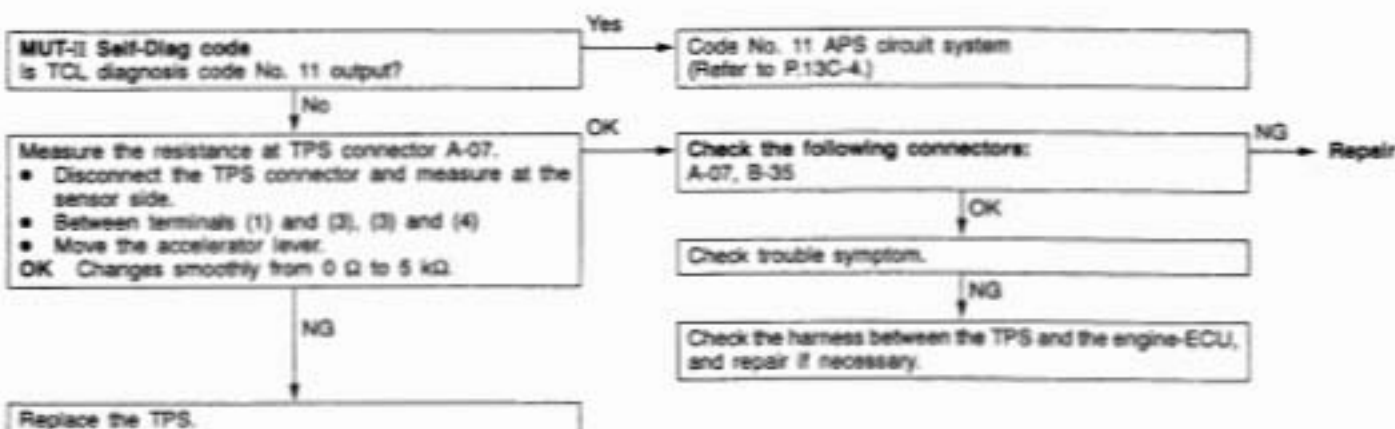 MUT-II Self-Diag code
Is TCL diagnosis code No. 11 output?
Yes
Code No. 11 APS circuit system
(Refer to P.13C-4.)
No
Measure the resistance at TPS connector A-07.
• Disconnect the TPS connector and measure at the
sensor side.
• Between terminals (1) and (3), (3) and (4)
• Move the accelerator lever.
OK Changes smoothly from 0 Ω to 5 kΩ
OK
Check the following connectors:
A-07, B-35
NG
Repair
OK
Check trouble symptom.
NG
Check the harness between the TPS and the engine-ECU,
and repair if necessary.
NG
Replace the TPS.